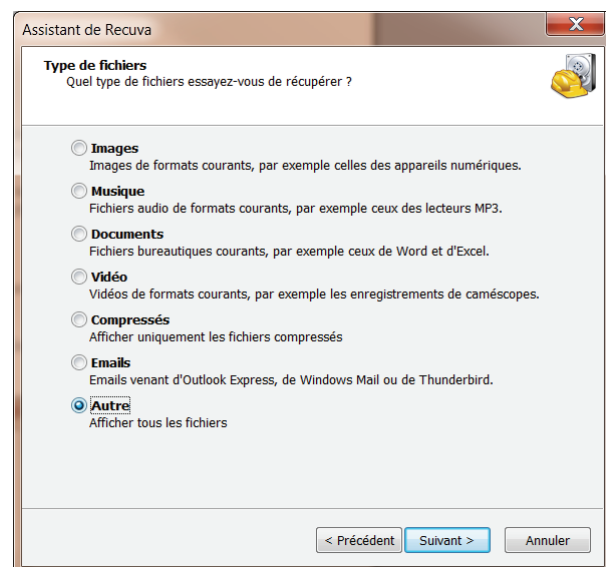 Assistant de Recuva
Type de fichiers
Quel type de fichiers essayez-vous de récupérer ?
Images
Images de formats courants, par exemple celles des appareils numériques.
Musique
Fichiers audio de formats courants, par exemple ceux des lecteurs MP3.
Documents
Fichiers bureautiques courants, par exemple ceux de Word et d'Excel.
Vidéo
Vidéos de formats courants, par exemple les enregistrements de caméscopes.
Compressés
Afficher uniquement les fichiers compressés
Emails
Emails venant d'Outlook Express, de Windows Mail ou de Thunderbird.
Autre
Afficher tous les fichiers
< Précédent Suivant > Annuler